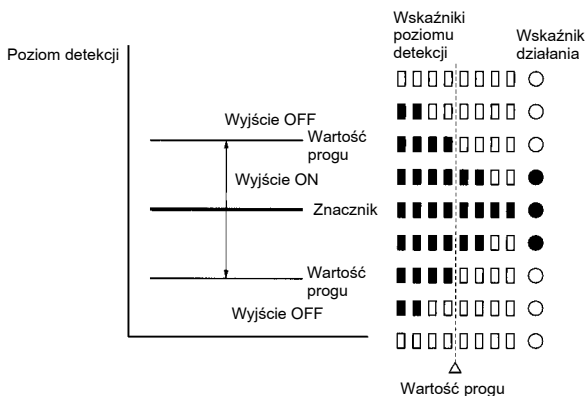 Poziom detekcji
Wyjście OFF
Wartość
progu
Wyjście ON
Znacznik
Wartość
progu
Wyjście OFF
Wskaźniki
poziomu
detekcji
Wskaźnik
działania
Wartość progu